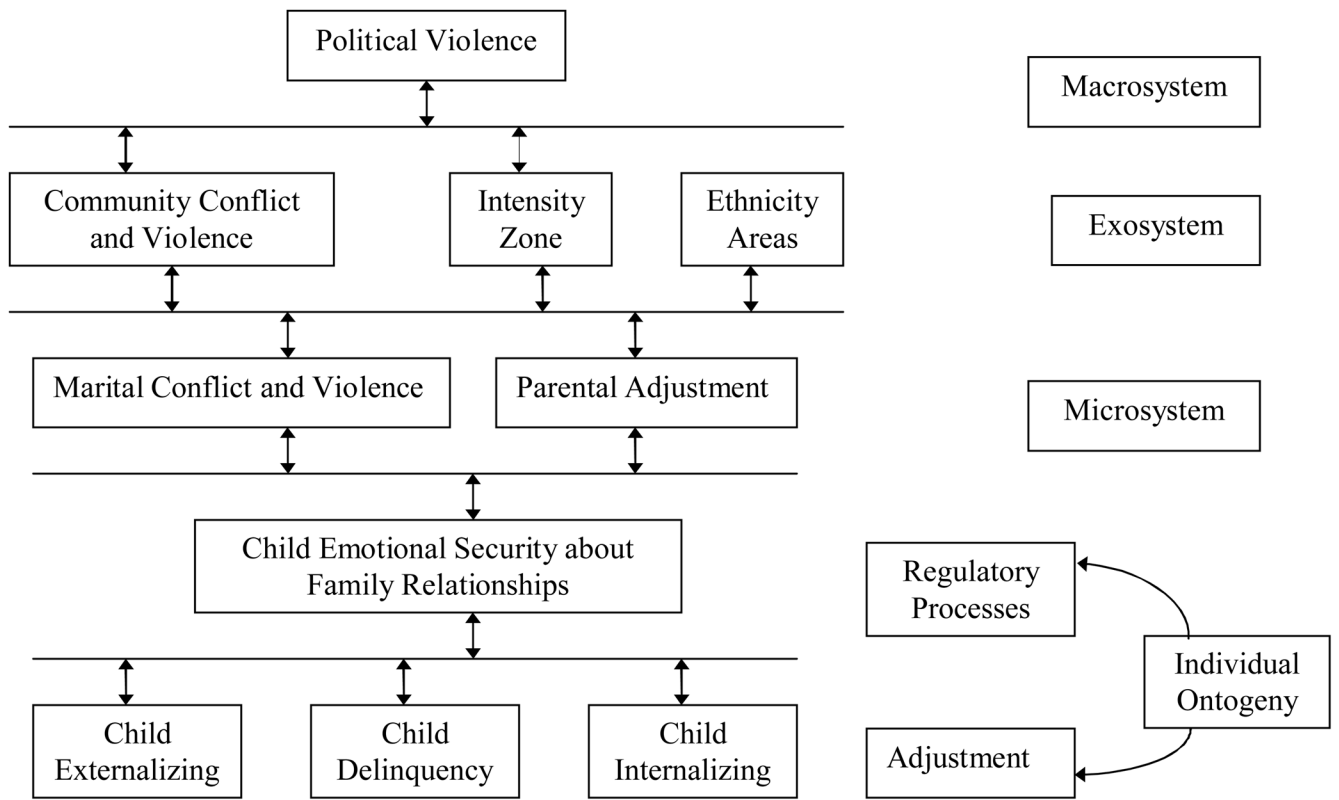 Political Violence
Macrosystem
Community Conflict
and Violence
Intensity
Zone
Ethnicity
Areas
Exosystem
Marital Conflict and Violence
Parental Adjustment
Microsystem
Child Emotional Security about
Family Relationships
Regulatory
Processes
Individual
Ontogeny
Child
Externalizing
Child
Delinquency
Child
Internalizing
Adjustment